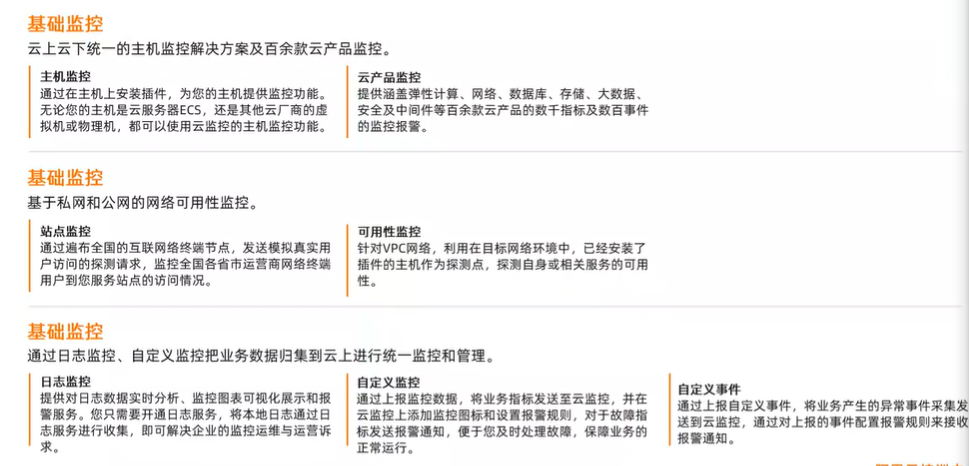 基础监控
云上云下统一的主机监控解决方案及百余款云产品监控。
主机监控
通过在主机上安装插件，为您的主机提供监控功能。
无论您的主机是云服务器ECS，还是其他云厂商的虚
拟机或物理机，都可以使用云监控的主机监控功能。
云产品监控
提供涵盖弹性计算、网络、数据库、存储、大数据、
安全及中间件等百余款云产品的数千指标及数百事件
的监控报警。
基础监控
基于私网和公网的网络可用性监控。
站点监控
通过遍布全国的互联网络终端节点，发送模拟真实用
户访问的探测请求，监控全国各省市运营商网络终端
用户到您服务站点的访问情况。
可用性监控
针对VPC网络，利用在目标网络环境中，已经安装了
插件的主机作为探测点，探测自身或相关服务的可用
性。
基础监控
通过日志监控、自定义监控把业务数据归集到云上进行统一监控和管理。
日志监控
提供对日志数据实时分析、监控图表可视化展示和报
警服务。您只需要开通日志服务，将本地日志通过日
志服务进行收集，即可解决企业的监控运维与运营诉
求。
自定义监控
通过上报监控数据，将业务指标发送至云监控，并在
云监控上添加监控图标和设置报警规则，对于故障指
标发送报警通知，便于您及时处理故障，保障业务的
正常运行。
自定义事件
通过上报自定义事件，将业务产生的异常事件采集发
送到云监控，通过对上报的事件配置报警规则来接收
报警通知。